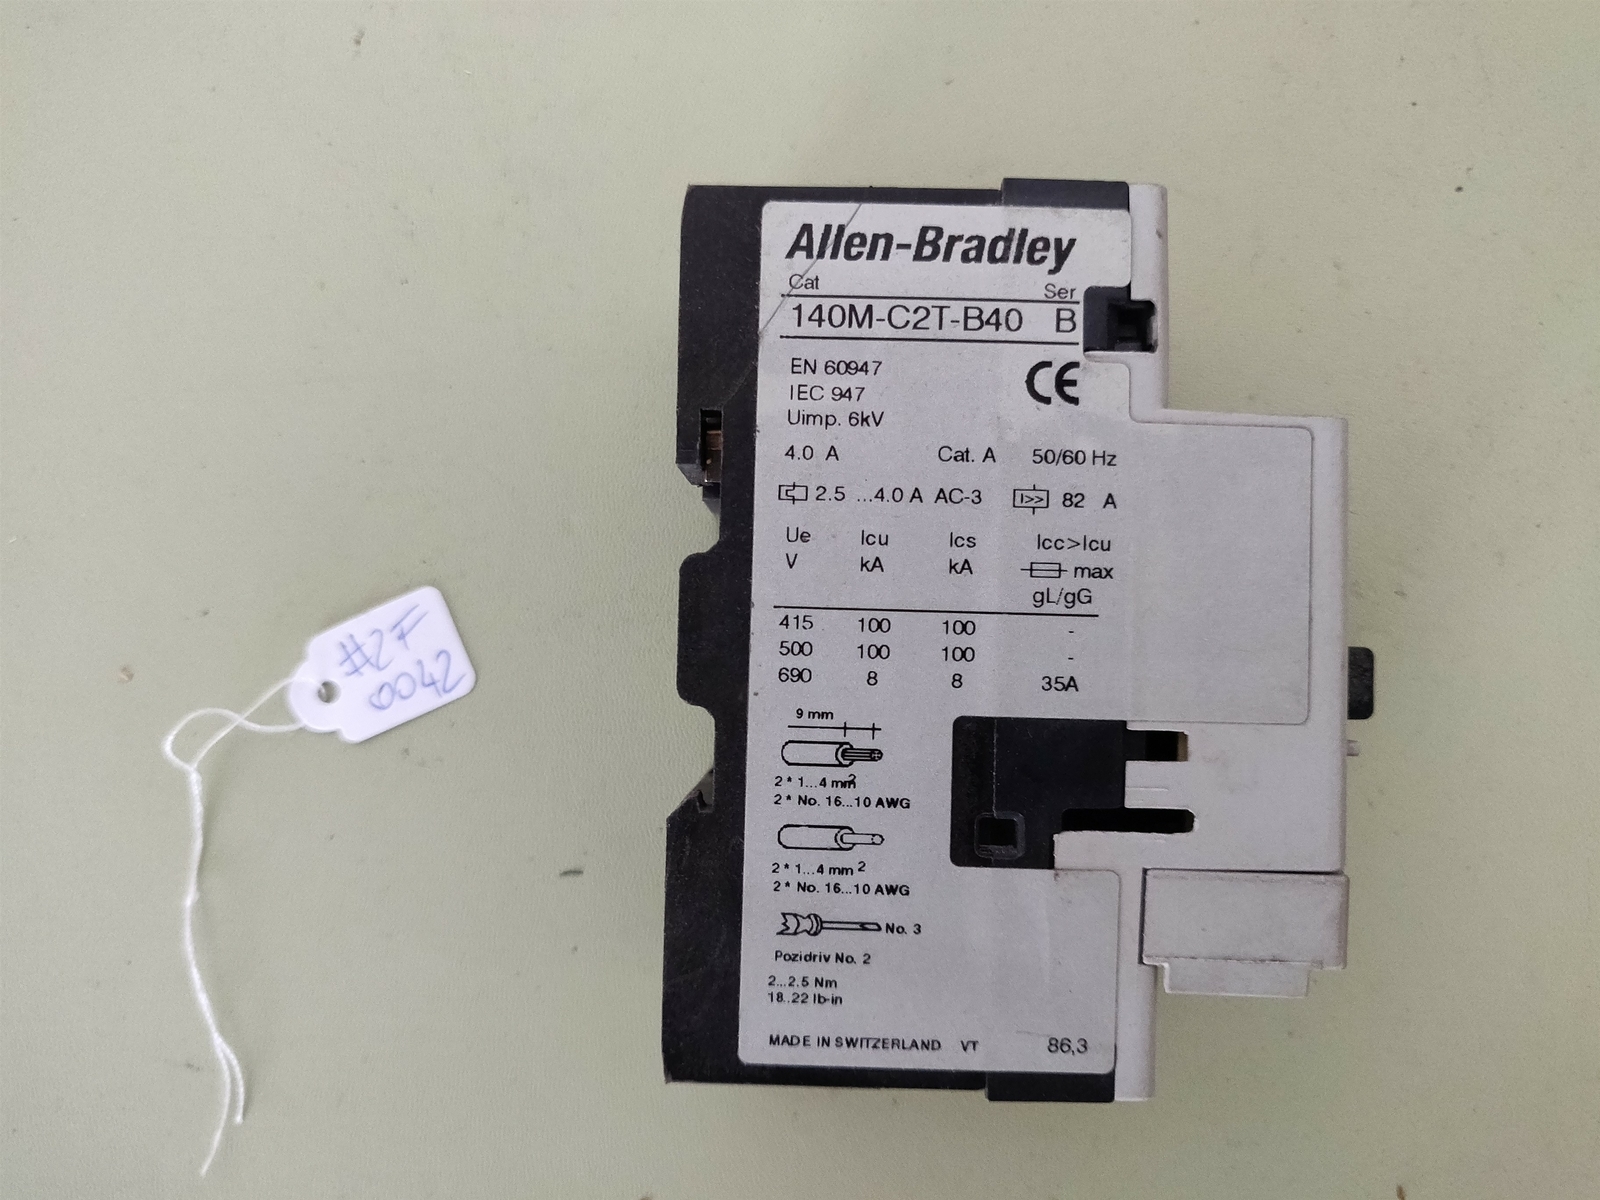 Allen-Bradley
Cat Ser
140M-C2T-B40 B
EN 60947
IEC 947
Uimp. 6kV
CE
4.0 A Cat. A 50/60 Hz
2.5 ...4.0 A AC-3 I>> 82 A
Ue Icu Ics Icc>Icu
V kA kA max
gL/gG
415 100 100 -
500 100 100 -
690 8 8 35A
9 mm
2 * 1...4 mm2
2 * No. 16...10 AWG
2 * 1...4 mm 2
2 * No. 16...10 AWG
No. 3
Pozidriv No. 2
2...2.5 Nm
18..22 lb-in
MADE IN SWITZERLAND VT 86,3
#2F
0042